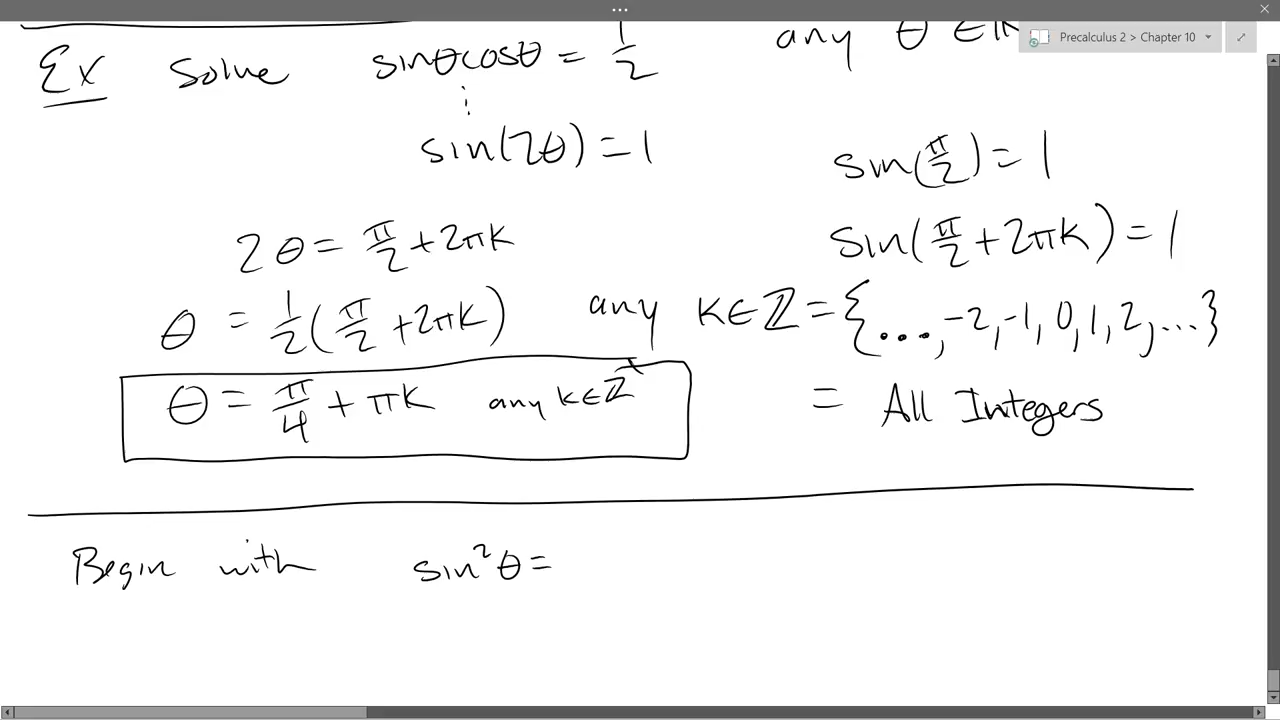 Precalculus 2 > Chapter 10
Ex Solve sinθcosθ = 1/2 any θ ∈ ℝ
⋮
sin(2θ) = 1
sin(π/2) = 1
2θ = π/2 + 2πk
sin(π/2 + 2πk) = 1
θ = 1/2(π/2 + 2πk) any k∈ℤ = {..., -2, -1, 0, 1, 2, ...}
θ = π/4 + πk any k∈ℤ
= All Integers
Begin with sin²θ =